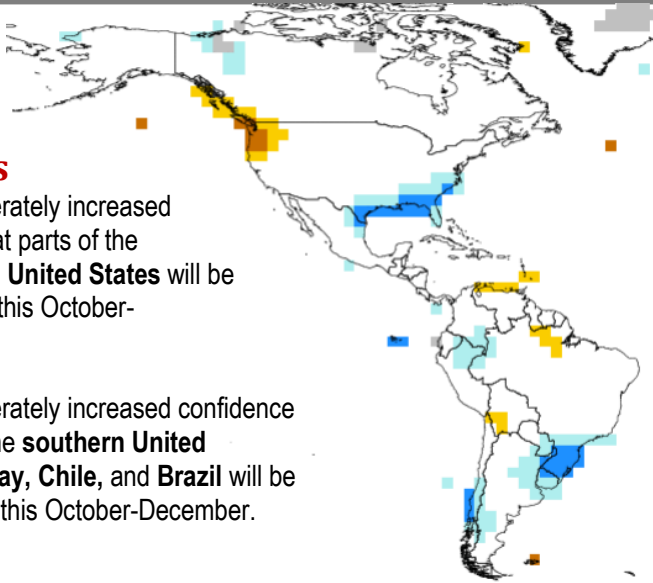 s
erately increased
at parts of the
United States will be
this October-
erately increased confidence
ne southern United
ay, Chile, and Brazil will be
this October-December.